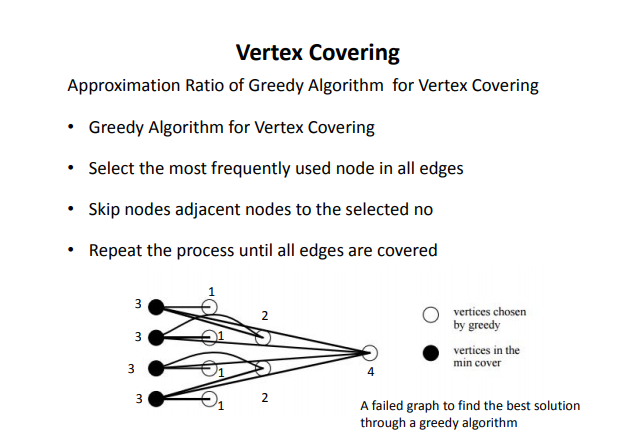 Vertex Covering
Approximation Ratio of Greedy Algorithm for Vertex Covering
• Greedy Algorithm for Vertex Covering
• Select the most frequently used node in all edges
• Skip nodes adjacent nodes to the selected no
• Repeat the process until all edges are covered
1
3
2
3
1
3
1
4
3
1
2
vertices chosen
by greedy
vertices in the
min cover
A failed graph to find the best solution
through a greedy algorithm